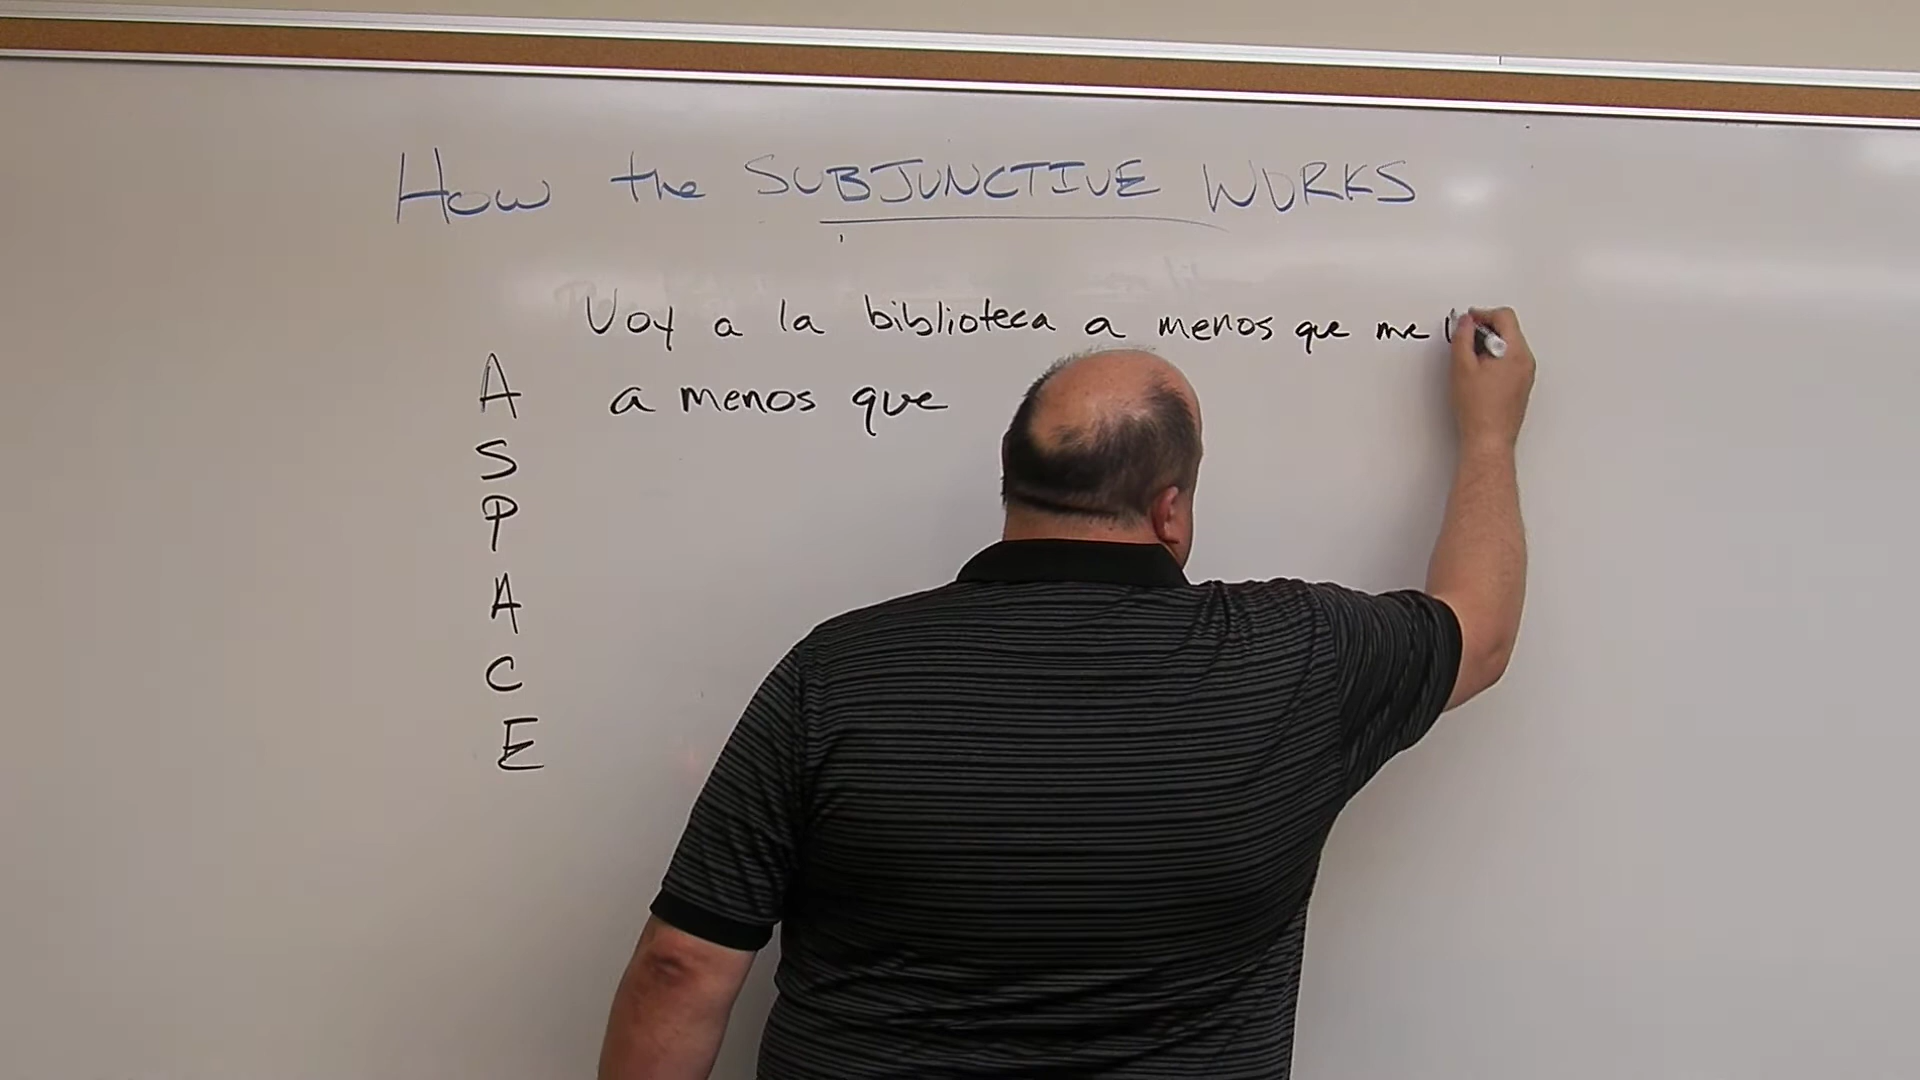 How the SUBJUNCTIVE WORKS
Voy a la biblioteca a menos que me
A a menos que
S
P
A
C
E